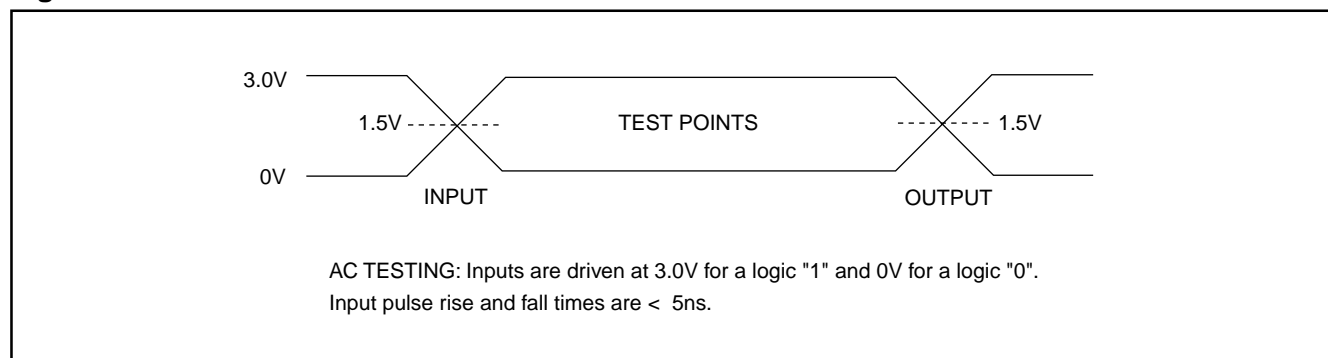 3.0V
1.5V
TEST POINTS
1.5V
0V
INPUT
OUTPUT
AC TESTING: Inputs are driven at 3.0V for a logic "1" and 0V for a logic "0".
Input pulse rise and fall times are < 5ns.